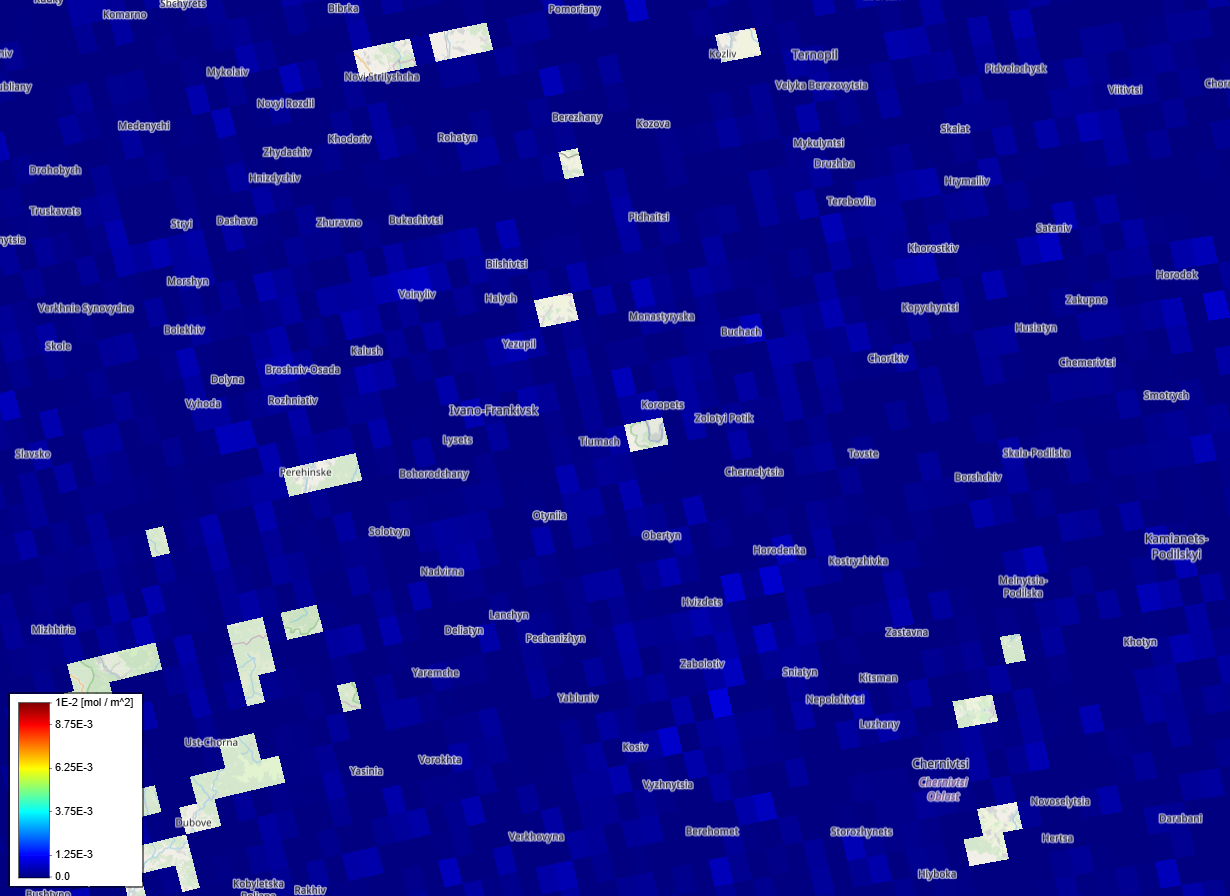 Shchyrets
Komarno
Bibrka
Pomoriany
Kozliv
Ternopil
Novi Strilyshcha
Mykolaiv
Pidvolochysk
Velyka Berezovytsia
Viitivtsi
Novyi Rozdil
Medenychi
Khodoriv
Rohatyn
Berezhany
Kozova
Skalat
Zhydachiv
Mykulyntsi
Druzhba
Drohobych
Hnizdychiv
Hrymailiv
Truskavets
Terebovlia
Stryi
Dashava
Zhuravno
Bukachivtsi
Pidhaitsi
Sataniv
Khorostkiv
Bilshivtsi
Morshyn
Horodok
Voinyliv
Halych
Zakupne
Verkhnie Synovydne
Kopychyntsi
Monastyryska
Bolekhiv
Buchach
Husiatyn
Skole
Yezupil
Kalush
Chortkiv
Chemerivtsi
Broshniv-Osada
Dolyna
Smotrych
Vyhoda
Rozhniativ
Ivano-Frankivsk
Koropets
Zolotyi Potik
Lysets
Tlumach
Slavsko
Tovste
Skala-Podilska
Perehinske
Bohorodchany
Chernelytsia
Borshchiv
Otyniia
Solotvyn
Obertyn
Kamianets-
Podilskyi
Horodenka
Kostryzhivka
Nadvirna
Melnytsia-
Podilska
Hvizdets
Lanchyn
Mizhhiria
Deliatyn
Pechenizhyn
Zastavna
Khotyn
Zabolotiv
Yaremche
Sniatyn
Kitsman
Yabluniv
Nepolokivtsi
Luzhany
Ust-Chorna
Kosiv
Vorokhta
Yasinia
Chernivtsi
Chernivtsi
Oblast
Vyzhnytsia
Novoselytsia
Dubove
Darabani
Verkhovyna
Berehomet
Storozhynets
Hertsa
Hlyboka
Kobyletska
Poliana
Rakhiv
Bushtyno
1E-2 [mol / m^2]
8.75E-3
6.25E-3
3.75E-3
1.25E-3
0.0